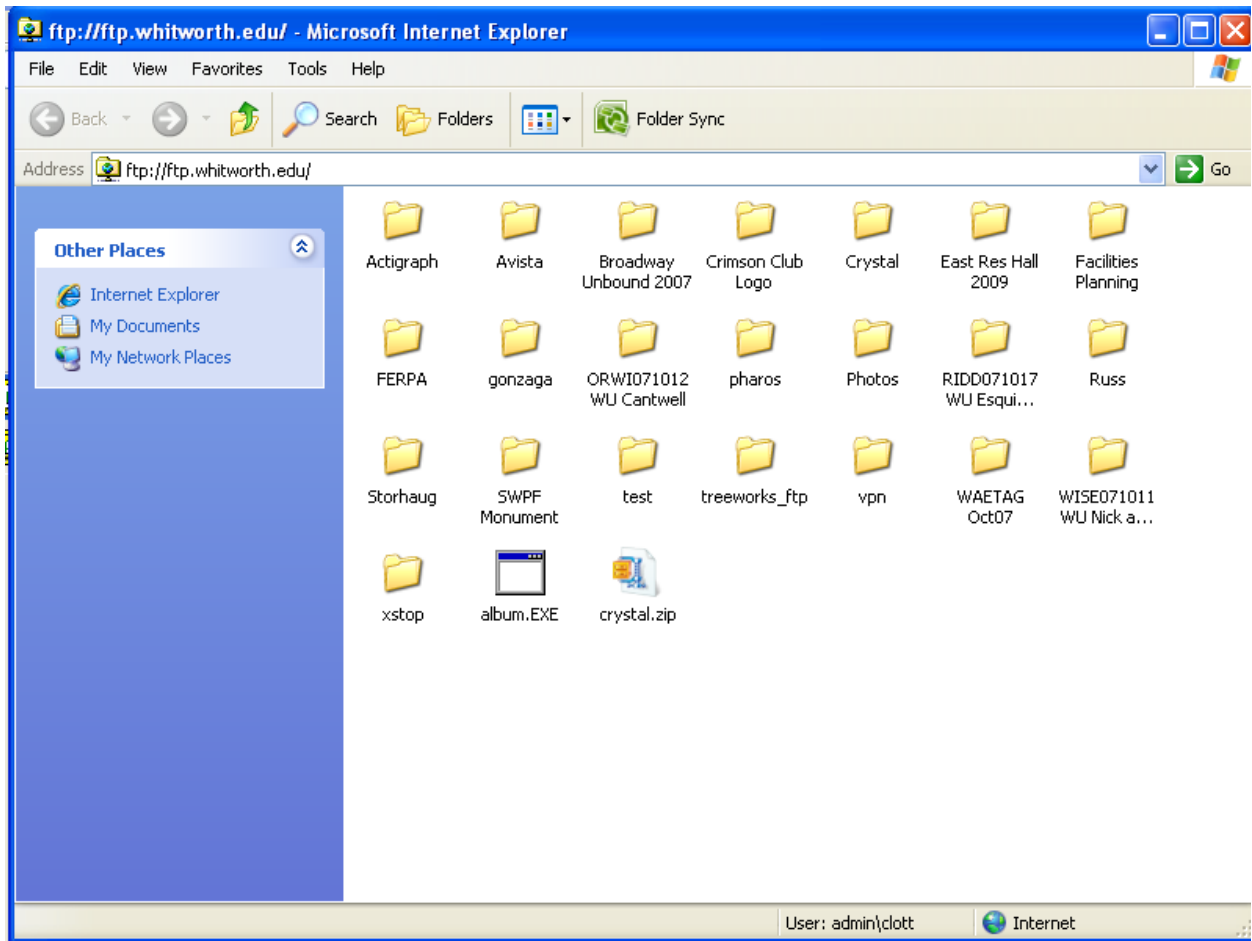 ftp://ftp.whitworth.edu/ - Microsoft Internet Explorer
File Edit View Favorites Tools Help
Back Search Folders Folder Sync
Address ftp://ftp.whitworth.edu/ Go
Other Places
Internet Explorer
My Documents
My Network Places
Actigraph Avista Broadway Crimson Club Crystal East Res Hall Facilities
Unbound 2007 Logo 2009 Planning
FERPA gonzaga ORWI071012 pharos Photos RIDD071017 Russ
WU Cantwell WU Esqui...
Storhaug SWPF test treeworks_ftp vpn WAETAG WISE071011
Monument Oct07 WU Nick a...
xstop album.EXE crystal.zip
User: admin\clott Internet